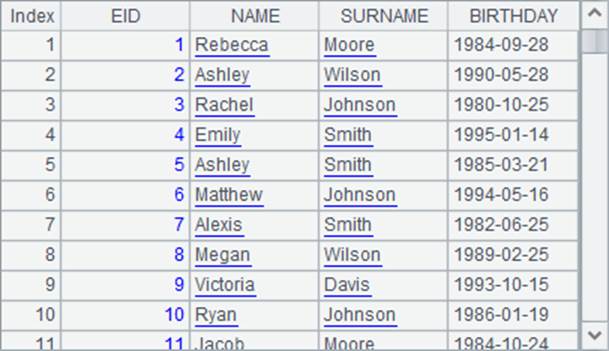 Index EID NAME SURNAME BIRTHDAY
1 1 Rebecca Moore 1984-09-28
2 2 Ashley Wilson 1990-05-28
3 3 Rachel Johnson 1980-10-25
4 4 Emily Smith 1995-01-14
5 5 Ashley Smith 1985-03-21
6 6 Matthew Johnson 1994-05-16
7 7 Alexis Smith 1982-06-25
8 8 Megan Wilson 1989-02-25
9 9 Victoria Davis 1993-10-15
10 10 Ryan Johnson 1986-01-19
11 11 Jacob Moore 1984-10-24